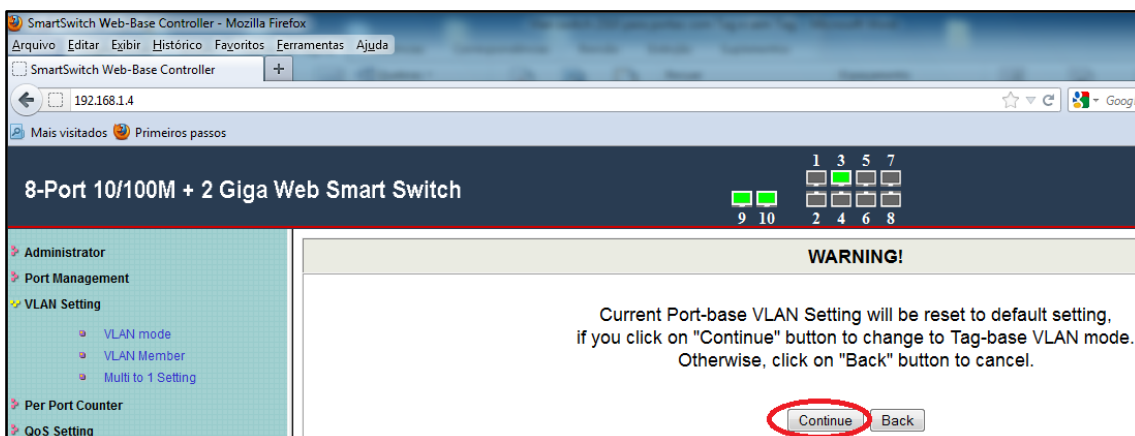 SmartSwitch Web-Base Controller - Mozilla Firefox
Arquivo Editar Exibir Histórico Favoritos Ferramentas Ajuda
SmartSwitch Web-Base Controller +
192.168.1.4
Mais visitados Primeiros passos
8-Port 10/100M + 2 Giga Web Smart Switch
1 3 5 7
9 10 2 4 6 8
Administrator
Port Management
VLAN Setting
VLAN mode
VLAN Member
Multi to 1 Setting
Per Port Counter
QoS Setting
WARNING!
Current Port-base VLAN Setting will be reset to default setting,
if you click on "Continue" button to change to Tag-base VLAN mode.
Otherwise, click on "Back" button to cancel.
Continue Back